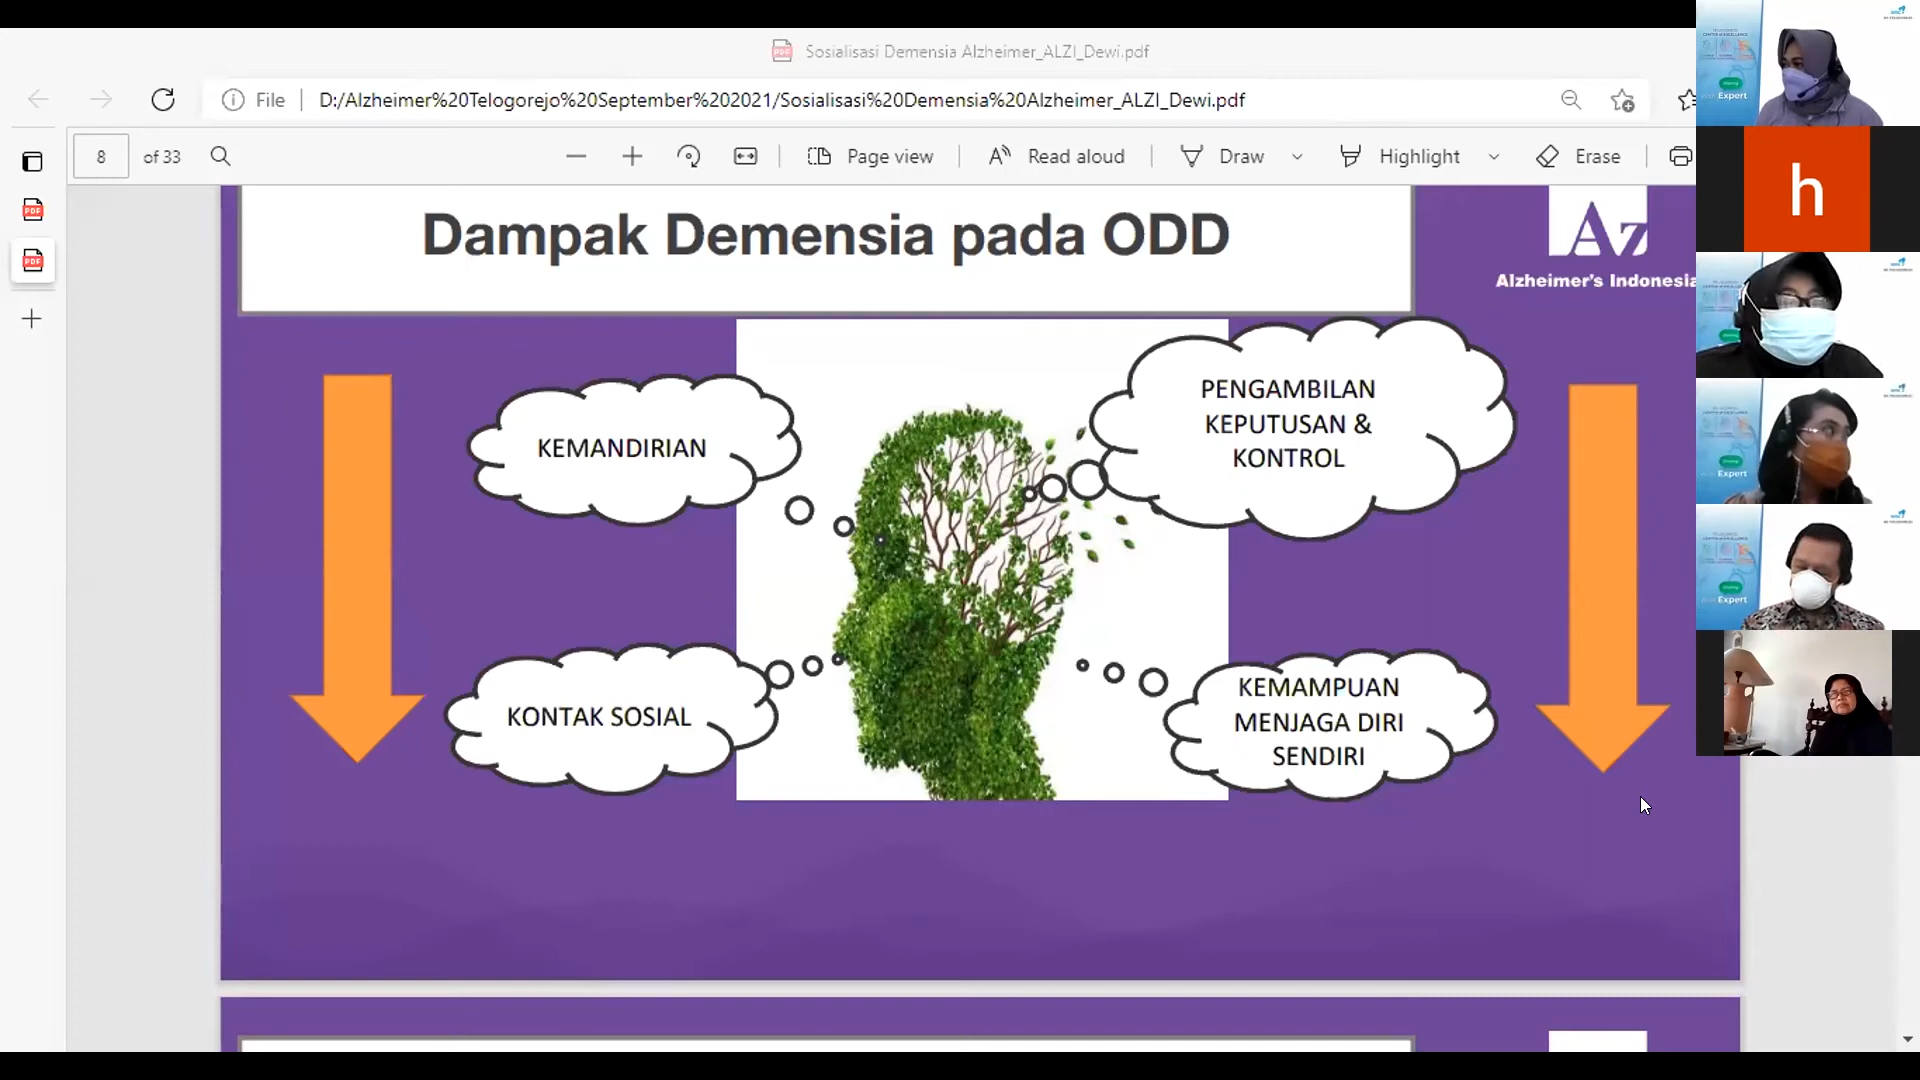 Sosialisasi Demensia Alzheimer_ALZI_Dewi.pdf
File
D:/Alzheimer%20Telogorejo%20September%202021/Sosialisasi%20Demensia%20Alzheimer_ALZI_Dewi.pdf
8
of 33
Page view
Read aloud
Draw
Highlight
Erase
Dampak Demensia pada ODD
Az
Alzheimer's Indonesia
KEMANDIRIAN
PENGAMBILAN
KEPUTUSAN &
KONTROL
KONTAK SOSIAL
KEMAMPUAN
MENJAGA DIRI
SENDIRI
h
Expert
Expert
Expert